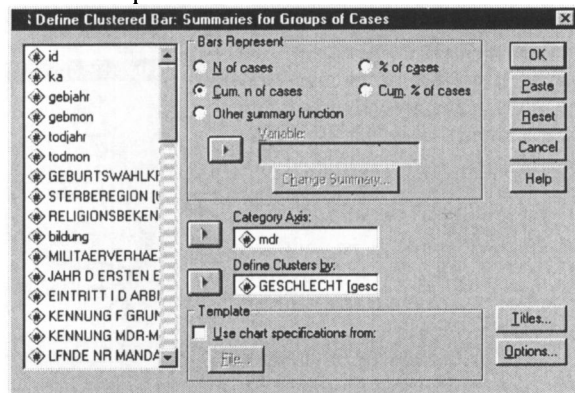 Define Clustered Bar: Summaries for Groups of Cases
id
ka
gebjahr
gebmon
todjahr
todmon
GEBURTSWAHLKF
STERBEREGION [
RELIGIONSBEKEN
bildung
MILITAERVERHAE
JAHR D ERSTEN E
EINTRITT I D ARBI
KENNUNG F GRUN
KENNUNG MDR-M
LFNDE NR MANDA
Bars Represent
N of cases
% of cases
Cum. n of cases
Cum. % of cases
Other summary function
Variable:
Change Summary...
Category Axis:
mdr
Define Clusters by:
GESCHLECHT [gesc
Template
Use chart specifications from:
File...
OK
Paste
Reset
Cancel
Help
Titles...
Options...